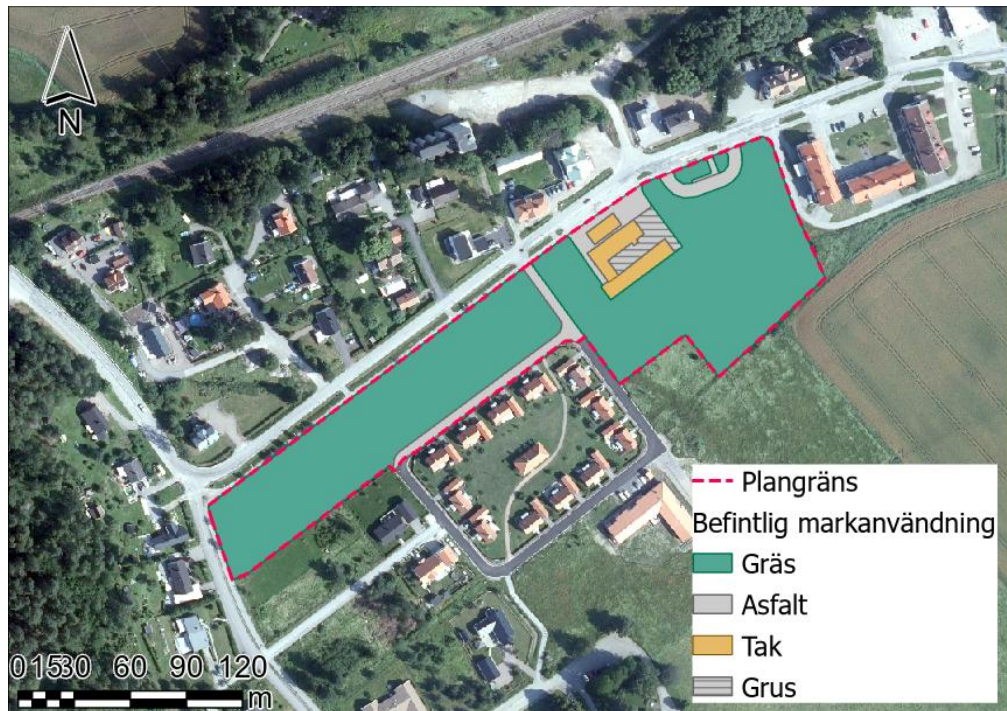 N
Plangräns
Befintlig markanvändning
Gräs
Asfalt
Tak
Grus
0 15 30 60 90 120
m